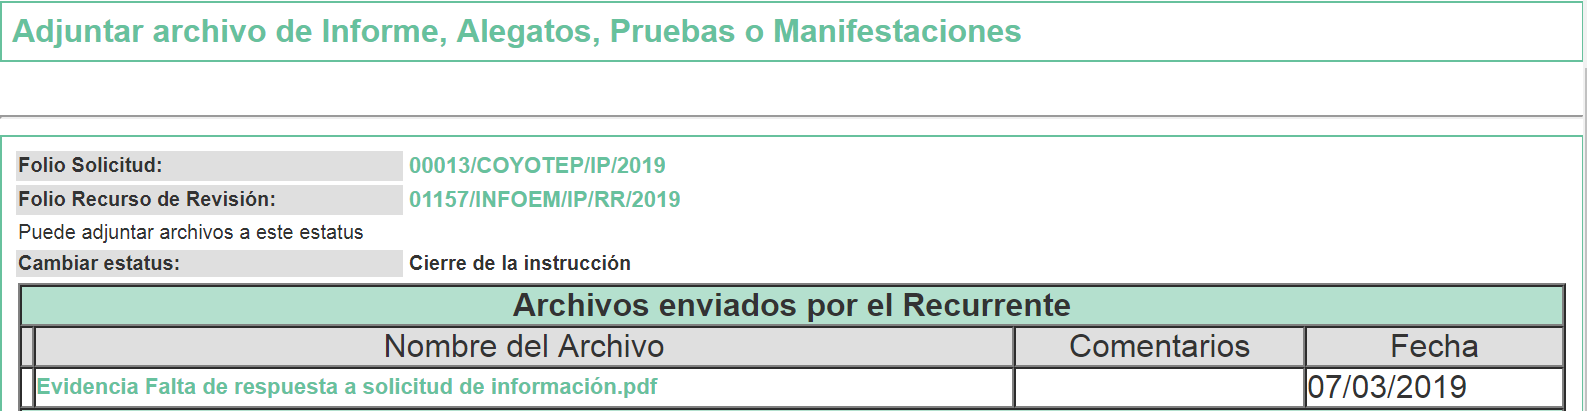 Adjuntar archivo de Informe, Alegatos, Pruebas o Manifestaciones
Folio Solicitud: 00013/COYOTEP/IP/2019
Folio Recurso de Revisión: 01157/INFOEM/IP/RR/2019
Puede adjuntar archivos a este estatus
Cambiar estatus: Cierre de la instrucción
Archivos enviados por el Recurrente
Nombre del Archivo Comentarios Fecha
Evidencia Falta de respuesta a solicitud de información.pdf 07/03/2019